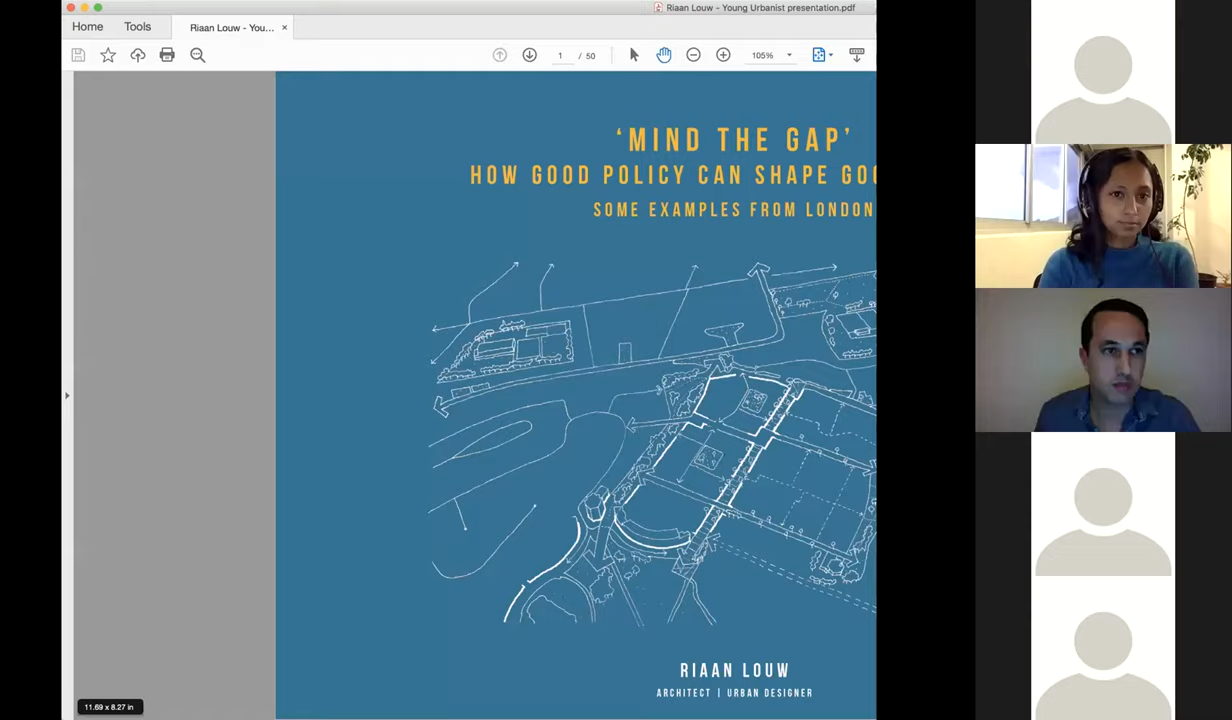 Riaan Louw - Young Urbanist presentation.pdf
Home
Tools
Riaan Louw - You...
1 / 50
105%
‘MIND THE GAP’
HOW GOOD POLICY CAN SHAPE GOO
SOME EXAMPLES FROM LONDON
RIAAN LOUW
ARCHITECT | URBAN DESIGNER
11.69 x 8.27 in